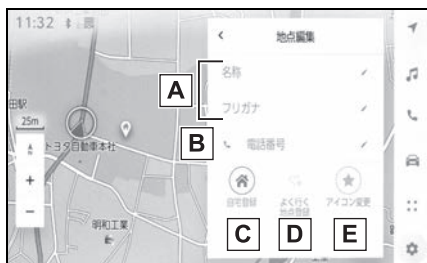 11:32
地点編集
名称
A
フリガナ
B
電話番号
自宅登録
よく行く
地点登録
アイコン変更
C
D
E
田駅
25m
トヨタ自動車本社
明和工業